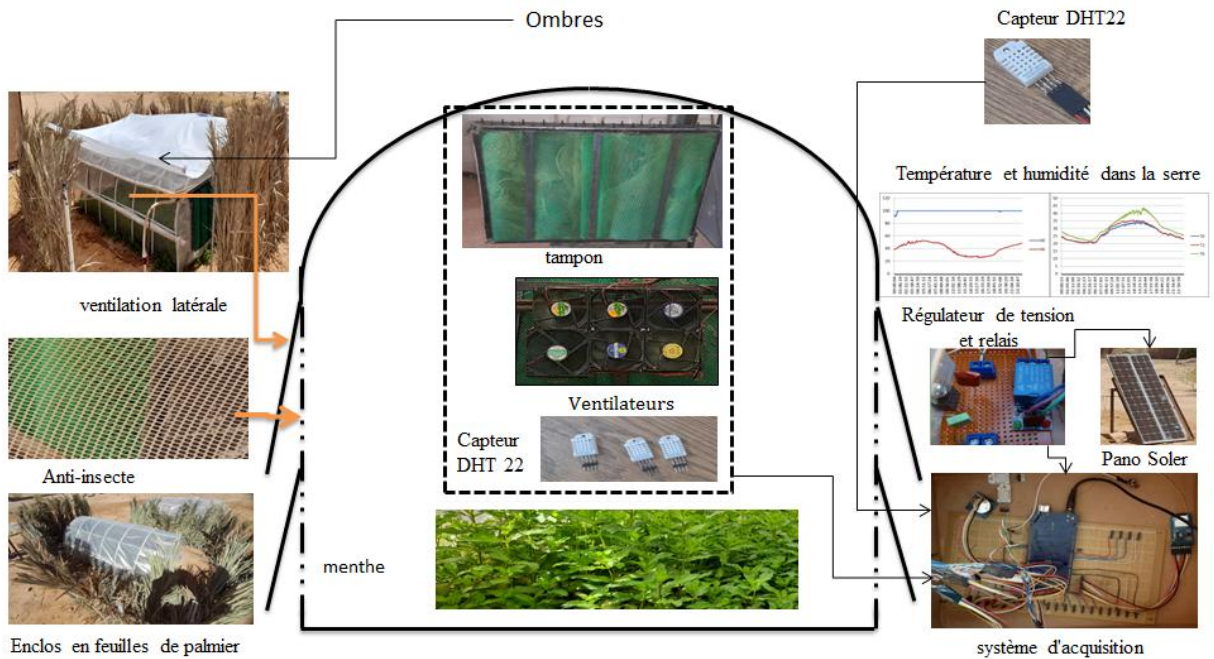 Ombres
Capteur DHT22
Température et humidité dans la serre
tampon
ventilation latérale
Régulateur de tension
et relais
Ventilateurs
Capteur
DHT 22
Anti-insecte
Pano Soler
menthe
Enclos en feuilles de palmier
système d'acquisition